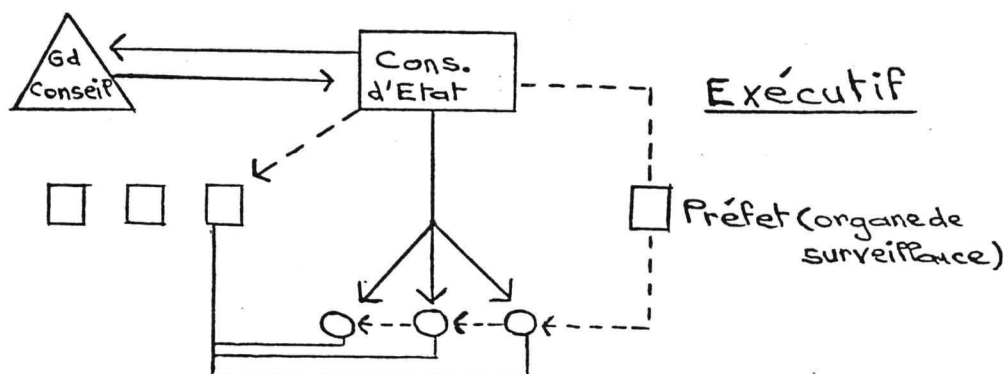 Gd
Conseil
Cons.
d'Etat
Exécutif
Préfet (organe de
surveillance)